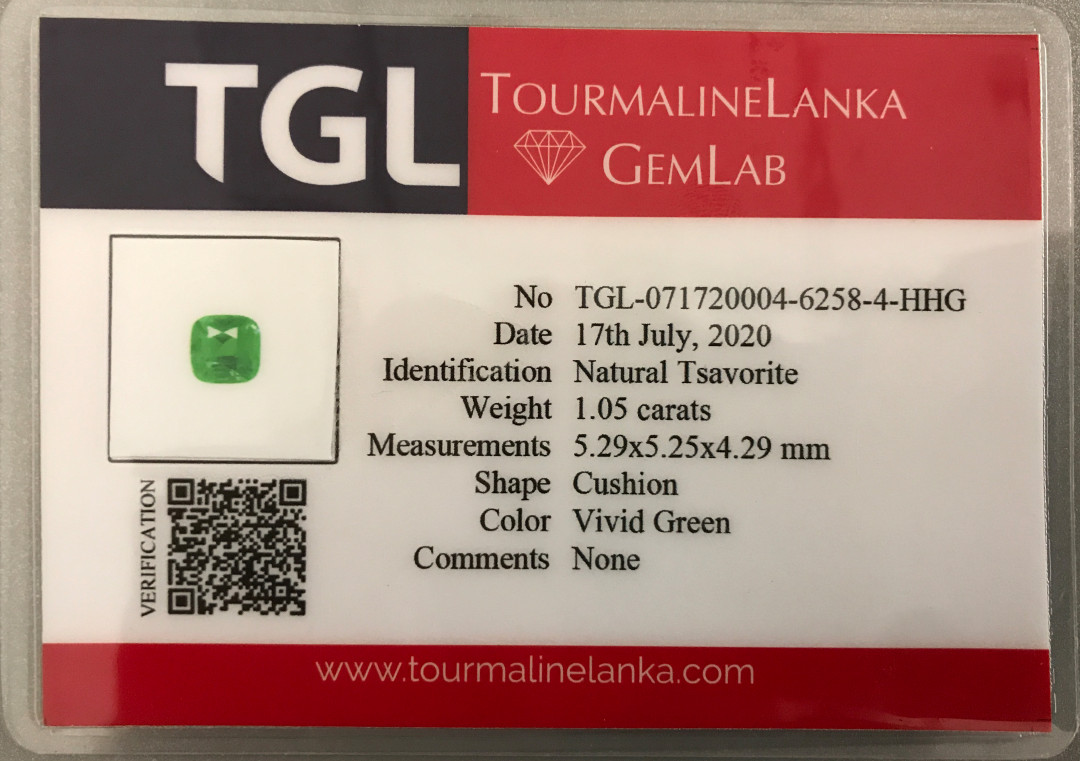 TGL
TOURMALINELANKA
GEMLAB
No TGL-071720004-6258-4-HHG
Date 17th July, 2020
Identification Natural Tsavorite
Weight 1.05 carats
Measurements 5.29x5.25x4.29 mm
Shape Cushion
Color Vivid Green
Comments None
VERIFICATION
www.tourmalinelanka.com